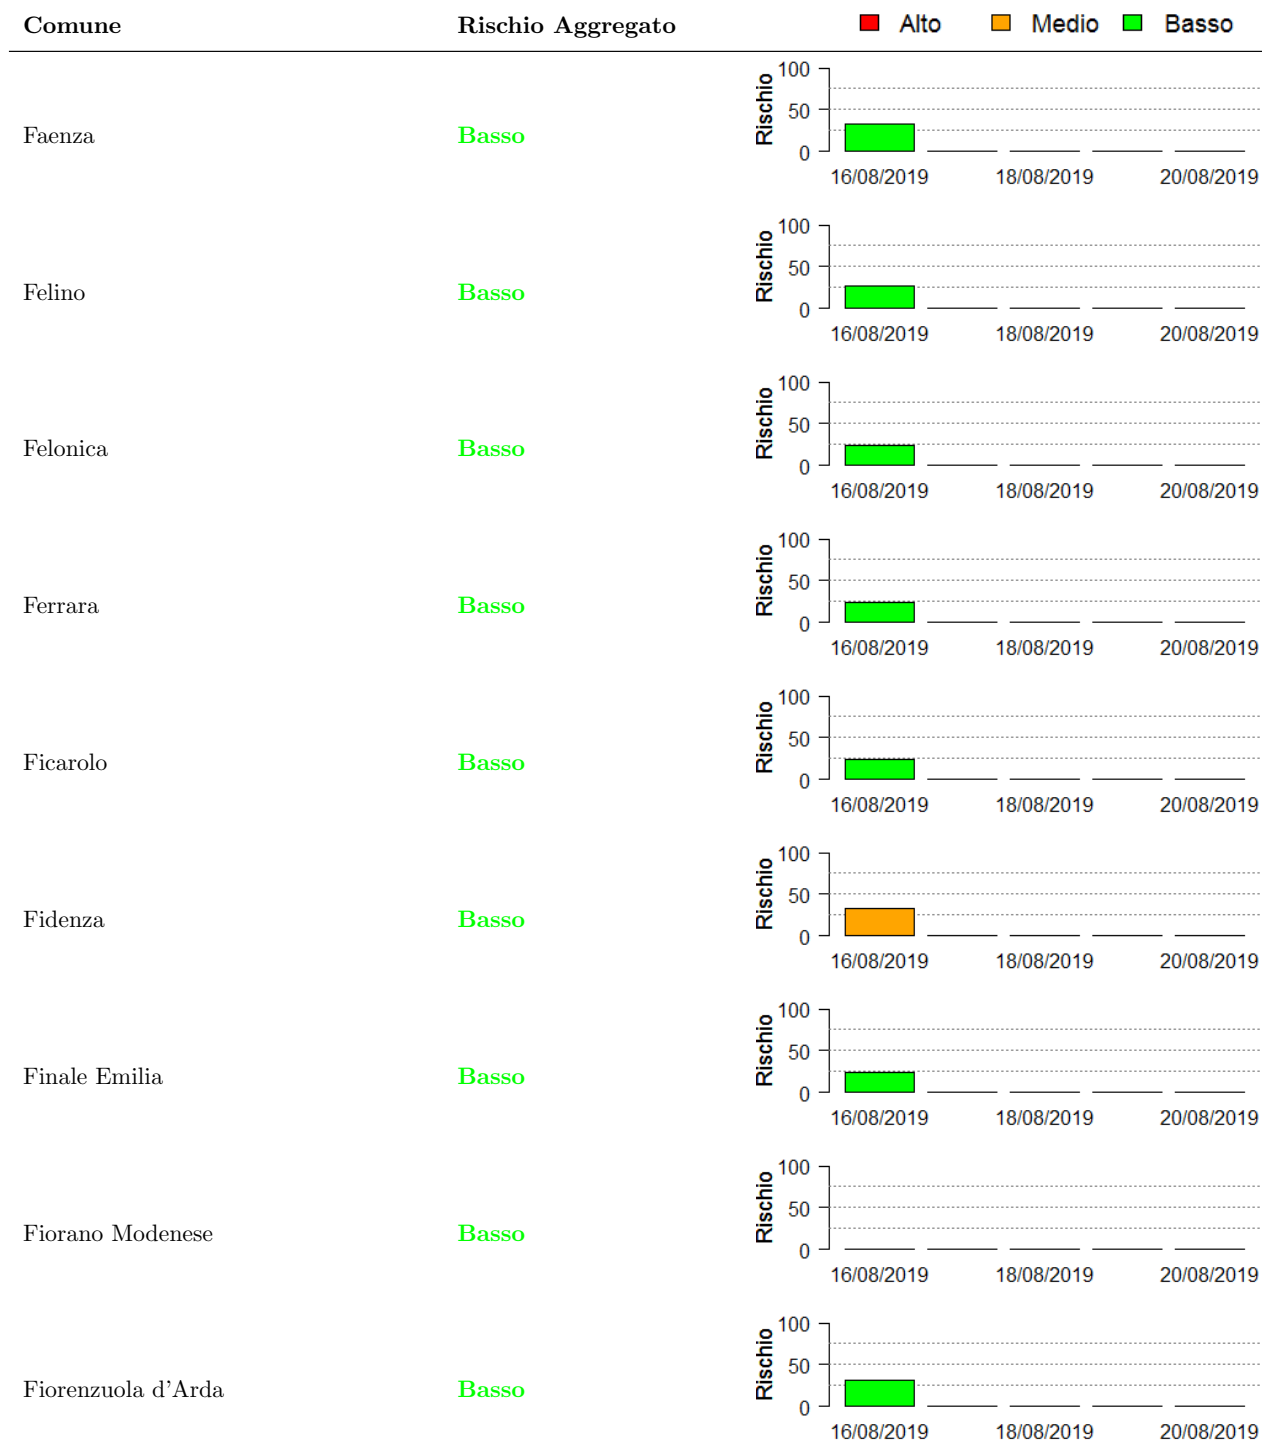 Comune Rischio Aggregato Alto Medio Basso
100
50
0
Rischio
Faenza Basso
16/08/2019 18/08/2019 20/08/2019
100
50
0
Rischio
Felino Basso
16/08/2019 18/08/2019 20/08/2019
100
50
0
Rischio
Felonica Basso
16/08/2019 18/08/2019 20/08/2019
100
50
0
Rischio
Ferrara Basso
16/08/2019 18/08/2019 20/08/2019
100
50
0
Rischio
Ficarolo Basso
16/08/2019 18/08/2019 20/08/2019
100
50
0
Rischio
Fidenza Basso
16/08/2019 18/08/2019 20/08/2019
100
50
0
Rischio
Finale Emilia Basso
16/08/2019 18/08/2019 20/08/2019
100
50
0
Rischio
Fiorano Modenese Basso
16/08/2019 18/08/2019 20/08/2019
100
50
0
Rischio
Fiorenzuola d'Arda Basso
16/08/2019 18/08/2019 20/08/2019